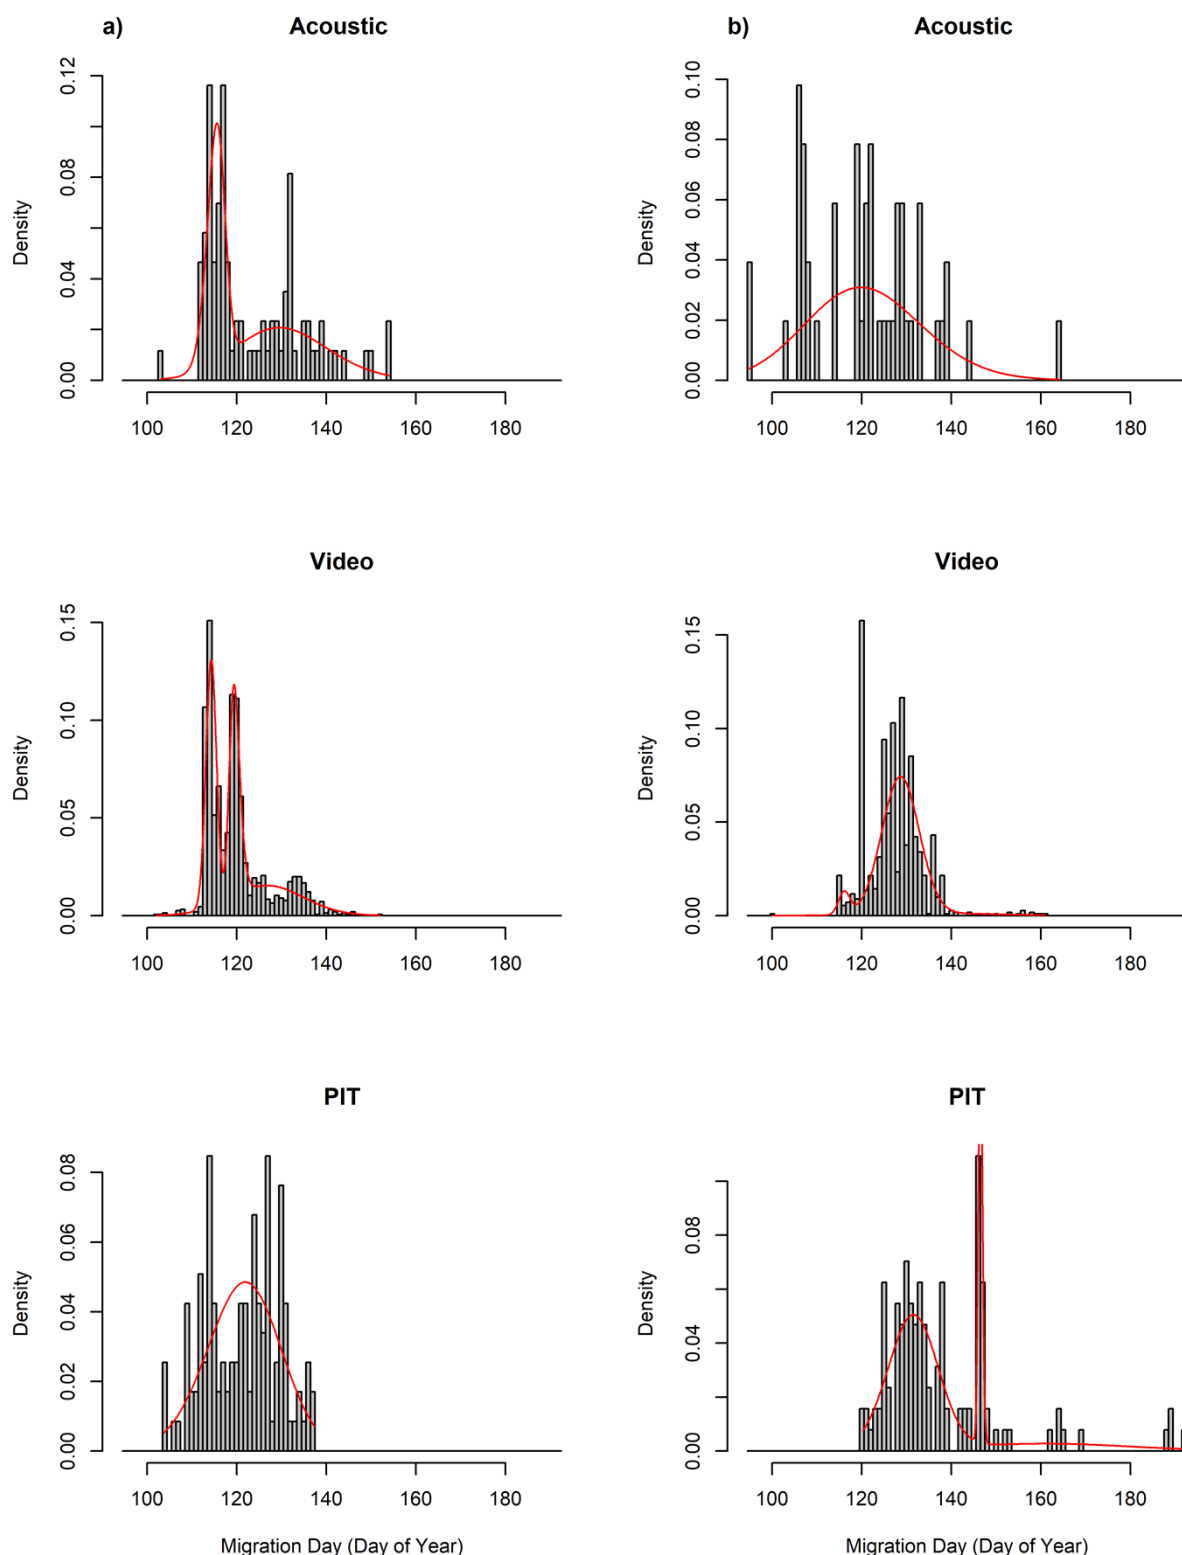 a) Acoustic
Density
0.00 0.04 0.08 0.12
100 120 140 160 180
b) Acoustic
Density
0.00 0.02 0.04 0.06 0.08 0.10
100 120 140 160 180
Video
Density
0.00 0.05 0.10 0.15
100 120 140 160 180
Video
Density
0.00 0.05 0.10 0.15
100 120 140 160 180
PIT
Density
0.00 0.02 0.04 0.06 0.08
100 120 140 160 180
Migration Day (Day of Year)
PIT
Density
0.00 0.04 0.08
100 120 140 160 180
Migration Day (Day of Year)